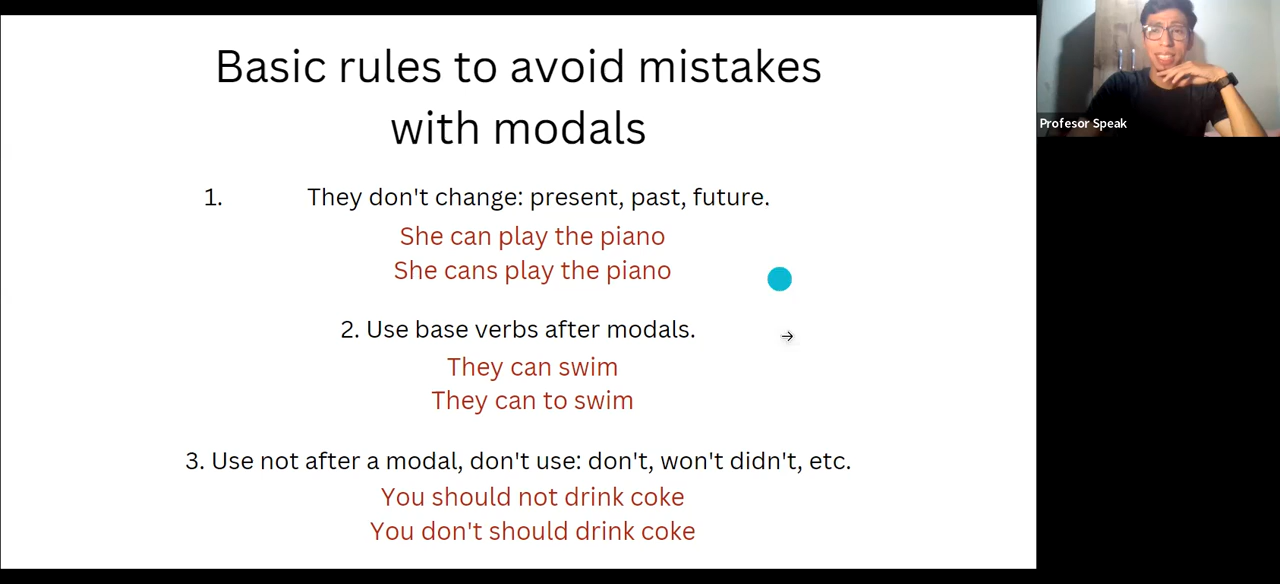 Basic rules to avoid mistakes
with modals
1. They don't change: present, past, future.
She can play the piano
She cans play the piano
2. Use base verbs after modals.
They can swim
They can to swim
3. Use not after a modal, don't use: don't, won't didn't, etc.
You should not drink coke
You don't should drink coke
Profesor Speak